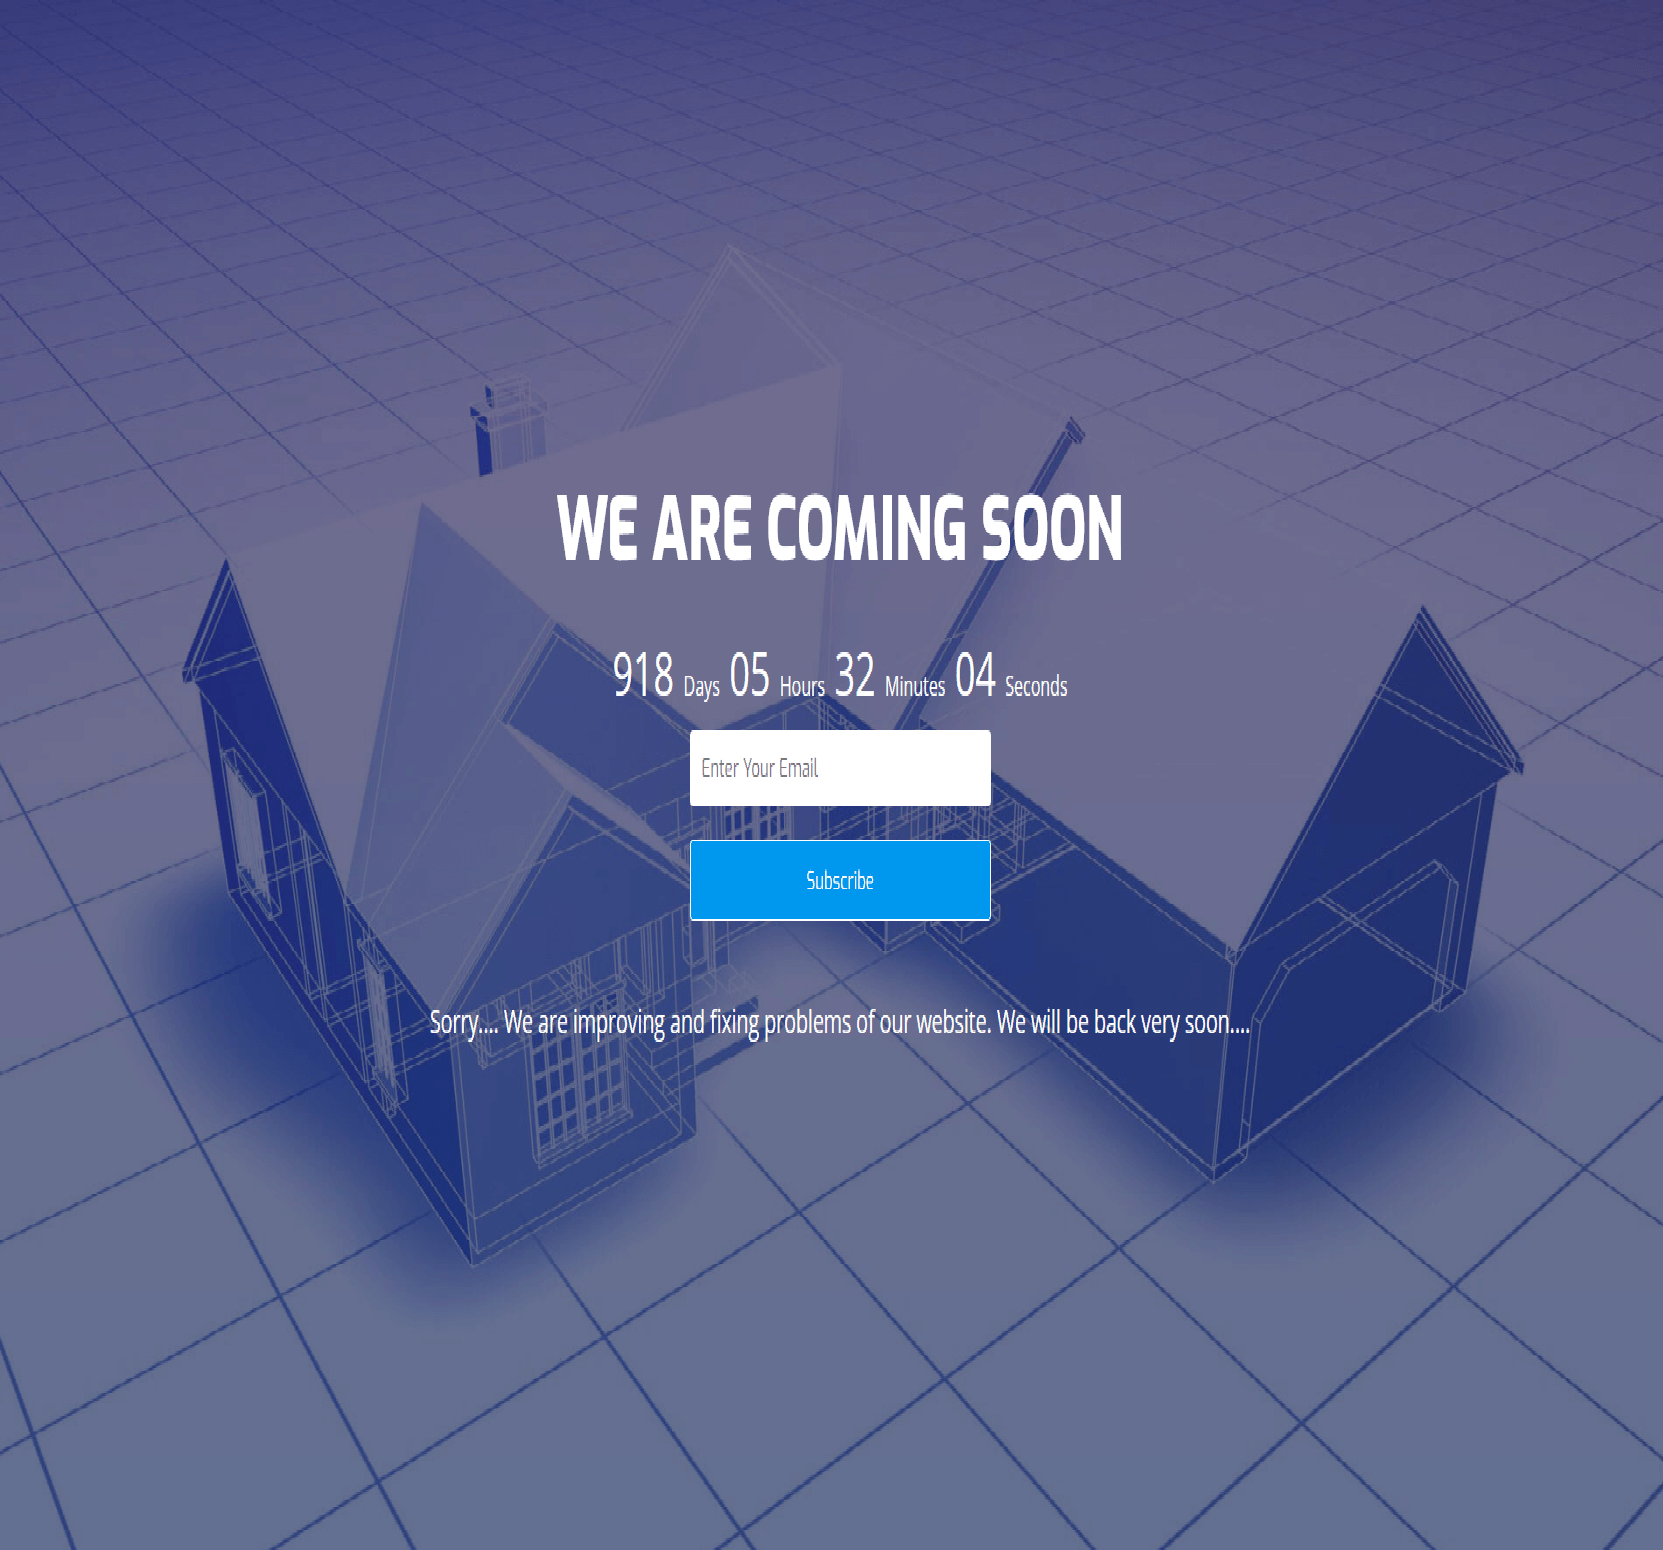 WE ARE COMING SOON
918 Days 05 Hours 32 Minutes 04 Seconds
Enter Your Email
Subscribe
Sorry.... We are improving and fixing problems of our website. We will be back very soon....